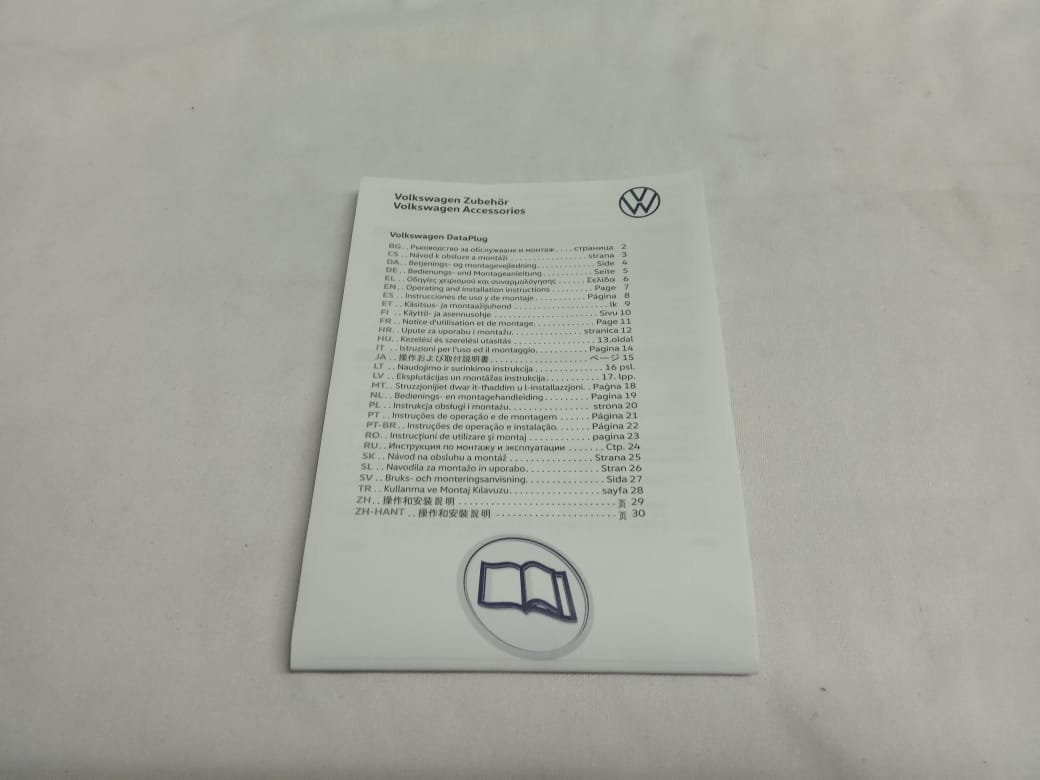 Volkswagen Zubehör
Volkswagen Accessories
Volkswagen DataPlug
BG. . Ръководство за обслужване и монтаж. . . . страница 2
CS . . Návod k obsluze a montáži . . . . . . . . . . . . . . . . strana 3
DA. . Betjenings- og montagevejledning. . . . . . . . . . . . Side 4
DE . . Bedienungs- und Montageanleitung . . . . . . . . . . . Seite 5
EL . . Οδηγίες χειρισμού και συναρμολόγησης . . . . . . Σελίδα 6
EN. . Operating and installation instructions . . . . . . . . Page 7
ES . . Instrucciones de uso y de montaje . . . . . . . . . . Página 8
ET . . Käsitsus- ja montaažijuhend . . . . . . . . . . . . . . . . . . lk 9
FI . . Käyttö- ja asennusohje . . . . . . . . . . . . . . . . . . . Sivu 10
FR . . Notice d'utilisation et de montage. . . . . . . . . . . . Page 11
HR. . Upute za uporabu i montažu. . . . . . . . . . . . . stranica 12
HU. . Kezelési és szerelési utasítás . . . . . . . . . . . . . . 13.oldal
IT . . Istruzioni per l'uso ed il montaggio. . . . . . . . . . Pagina 14
JA . . 操作および取付説明書 . . . . . . . . . . . . . . . . . . . ページ 15
LT . . Naudojimo ir surinkimo instrukcija . . . . . . . . . . . . 16 psl.
LV . . Eksplutācijas un montāžas instrukcija. . . . . . . . . . 17. lpp.
MT. . Struzzjonijiet dwar it-tħaddim u l-installazzjoni. . Paġna 18
NL. . Bedienings- en montagehandleiding . . . . . . . . . Pagina 19
PL . . Instrukcja obsługi i montażu. . . . . . . . . . . . . . . strona 20
PT . . Instruções de operação e de montagem . . . . . . Página 21
PT-BR. . Instruções de operação e instalação. . . . . . . Página 22
RO. . Instrucțiuni de utilizare și montaj . . . . . . . . . . . . pagina 23
RU. . Инструкция по монтажу и эксплуатации . . . . . . . Стр. 24
SK . . Návod na obsluhu a montáž . . . . . . . . . . . . . . . Strana 25
SL . . Navodila za montažo in uporabo. . . . . . . . . . . . . Stran 26
SV . . Bruks- och monteringsanvisning. . . . . . . . . . . . . . Sida 27
TR . . Kullanma ve Montaj Kılavuzu. . . . . . . . . . . . . . . sayfa 28
ZH. . 操作和安裝說明 . . . . . . . . . . . . . . . . . . . . . . . . . . . 页 29
ZH-HANT . . 操作和安裝說明 . . . . . . . . . . . . . . . . . . . . . 页 30